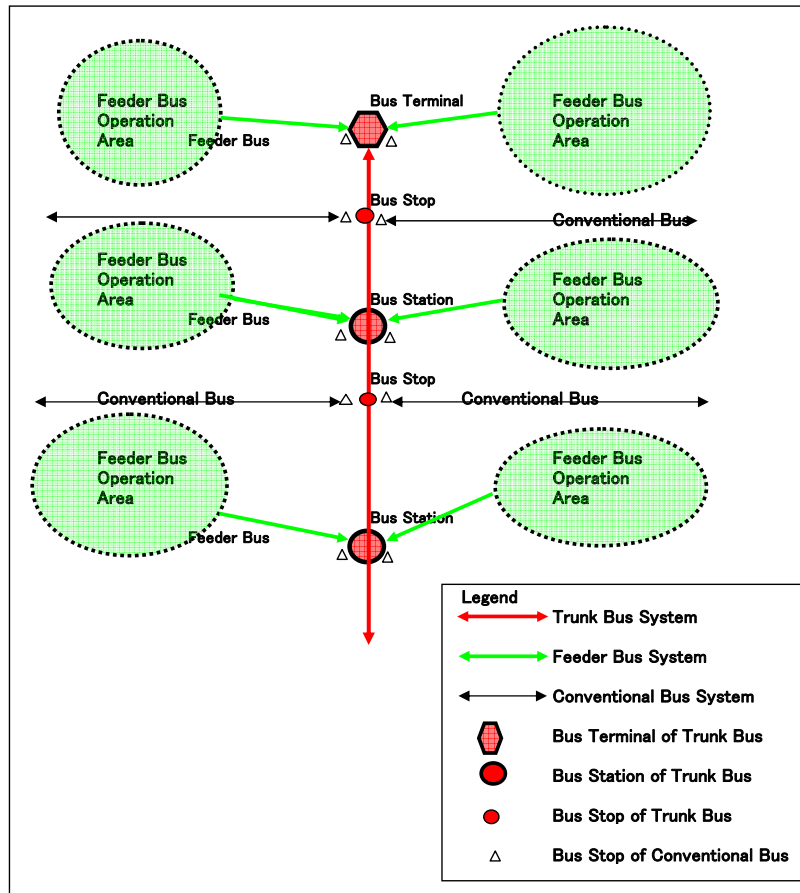 Bus Terminal
Feeder Bus
Operation
Area
Feeder Bus
Operation
Area
Feeder Bus
Bus Stop
Conventional Bus
Feeder Bus
Operation
Area
Feeder Bus
Operation
Area
Bus Station
Feeder Bus
Bus Stop
Conventional Bus
Conventional Bus
Feeder Bus
Operation
Area
Feeder Bus
Operation
Area
Bus Station
Feeder Bus
Legend
Trunk Bus System
Feeder Bus System
Conventional Bus System
Bus Terminal of Trunk Bus
Bus Station of Trunk Bus
Bus Stop of Trunk Bus
Bus Stop of Conventional Bus